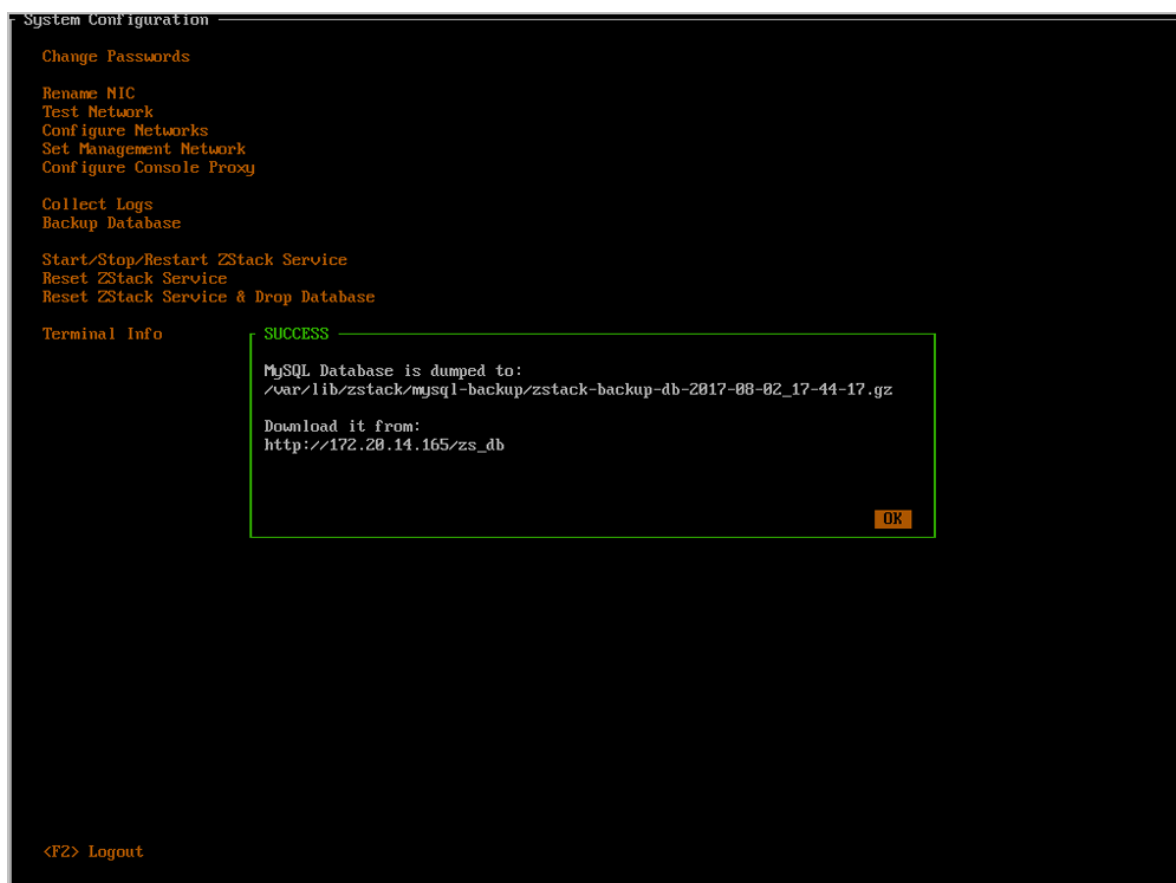 System Configuration
Change Passwords
Rename NIC
Test Network
Configure Networks
Set Management Network
Configure Console Proxy
Collect Logs
Backup Database
Start/Stop/Restart ZStack Service
Reset ZStack Service
Reset ZStack Service & Drop Database
Terminal Info
SUCCESS
MySQL Database is dumped to:
/var/lib/zstack/mysql-backup/zstack-backup-db-2017-08-02_17-44-17.gz
Download it from:
http://172.20.14.165/zs_db
OK
<F2> Logout